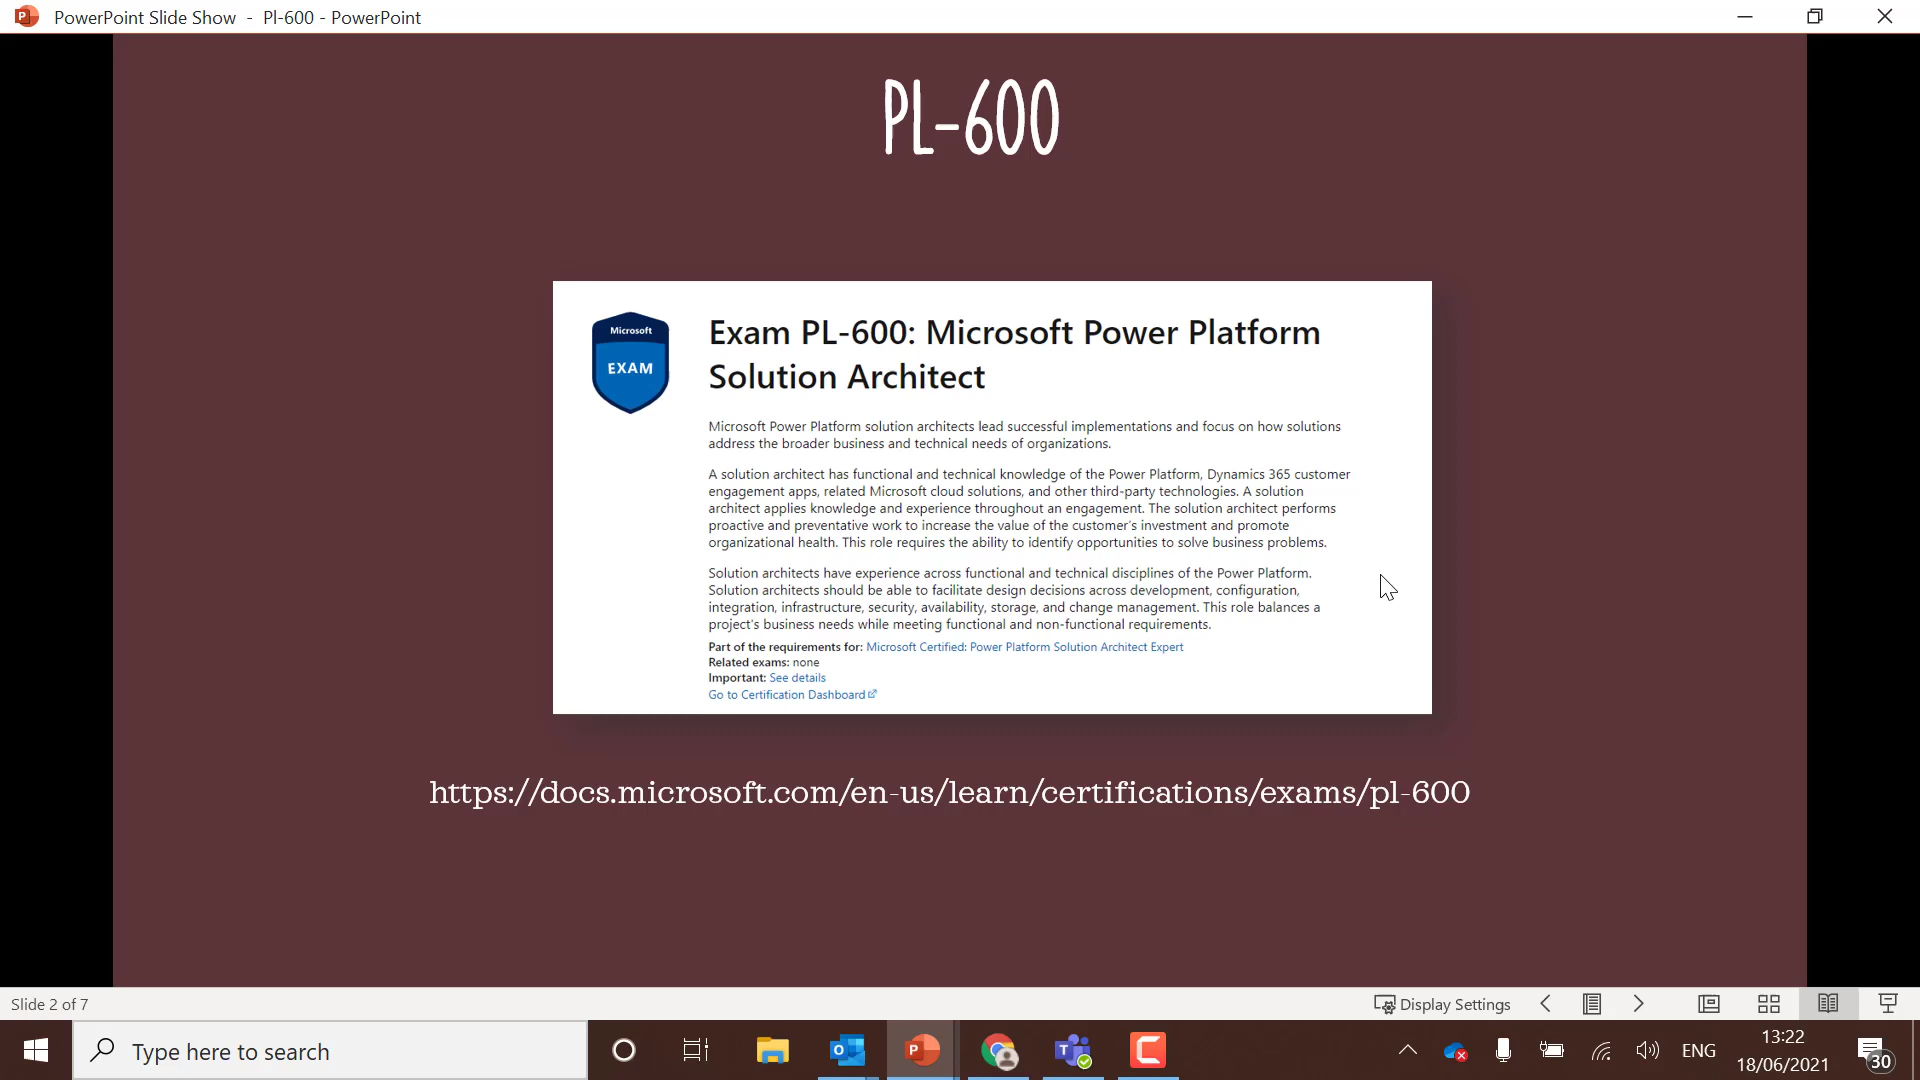 PowerPoint Slide Show - Pl-600 - PowerPoint
PL-600
Microsoft
EXAM
Exam PL-600: Microsoft Power Platform
Solution Architect
Microsoft Power Platform solution architects lead successful implementations and focus on how solutions
address the broader business and technical needs of organizations.
A solution architect has functional and technical knowledge of the Power Platform, Dynamics 365 customer
engagement apps, related Microsoft cloud solutions, and other third-party technologies. A solution
architect applies knowledge and experience throughout an engagement. The solution architect performs
proactive and preventative work to increase the value of the customer's investment and promote
organizational health. This role requires the ability to identify opportunities to solve business problems.
Solution architects have experience across functional and technical disciplines of the Power Platform.
Solution architects should be able to facilitate design decisions across development, configuration,
integration, infrastructure, security, availability, storage, and change management. This role balances a
project's business needs while meeting functional and non-functional requirements.
Part of the requirements for: Microsoft Certified: Power Platform Solution Architect Expert
Related exams: none
Important: See details
Go to Certification Dashboard
https://docs.microsoft.com/en-us/learn/certifications/exams/pl-600
Slide 2 of 7
Display Settings
Type here to search
ENG
13:22
18/06/2021
30